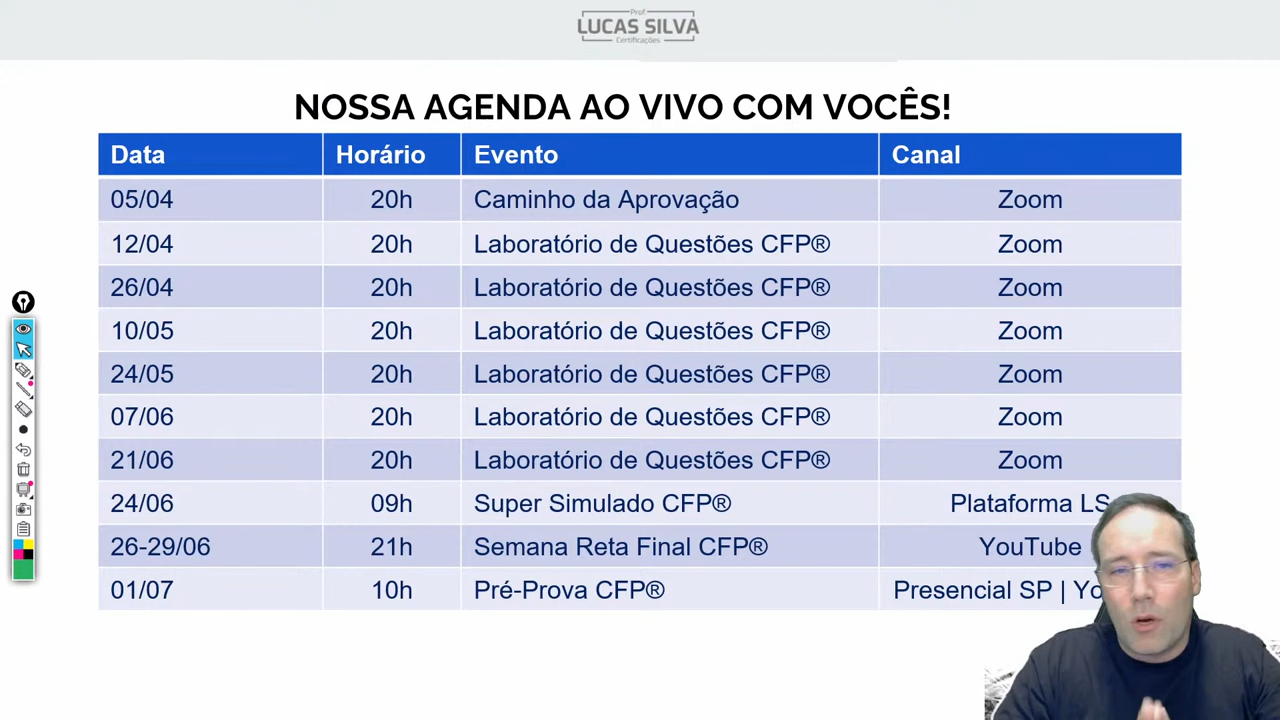 Prof.
LUCAS SILVA
Certificações
NOSSA AGENDA AO VIVO COM VOCÊS!
Data Horário Evento Canal
05/04 20h Caminho da Aprovação Zoom
12/04 20h Laboratório de Questões CFP® Zoom
26/04 20h Laboratório de Questões CFP® Zoom
10/05 20h Laboratório de Questões CFP® Zoom
24/05 20h Laboratório de Questões CFP® Zoom
07/06 20h Laboratório de Questões CFP® Zoom
21/06 20h Laboratório de Questões CFP® Zoom
24/06 09h Super Simulado CFP® Plataforma LS
26-29/06 21h Semana Reta Final CFP® YouTube
01/07 10h Pré-Prova CFP® Presencial SP |